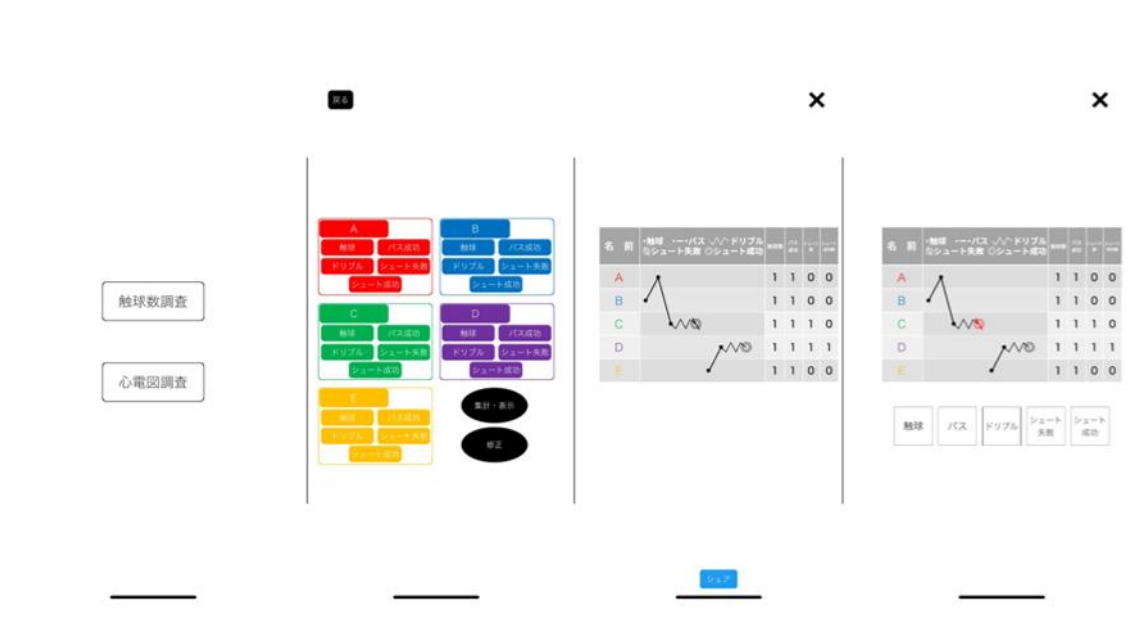 触球数調査
心電図調査
戻る
A
触球 パス成功
ドリブル シュート失敗
シュート成功
B
触球 パス成功
ドリブル シュート失敗
シュート成功
C
触球 パス成功
ドリブル シュート失敗
シュート成功
D
触球 パス成功
ドリブル シュート失敗
シュート成功
E
触球 パス成功
ドリブル シュート失敗
シュート成功
集計・表示
修正
×
名 前 ・触球 ・ー・パス ドリブル
シュート失敗 ◎シュート成功
A 1 1 0 0
B 1 1 0 0
C 1 1 1 0
D 1 1 1 1
E 1 1 0 0
シェア
×
名 前 ・触球 ・ー・パス ドリブル
シュート失敗 ◎シュート成功
A 1 1 0 0
B 1 1 0 0
C 1 1 1 0
D 1 1 1 1
E 1 1 0 0
触球 パス ドリブル シュート失敗 シュート成功